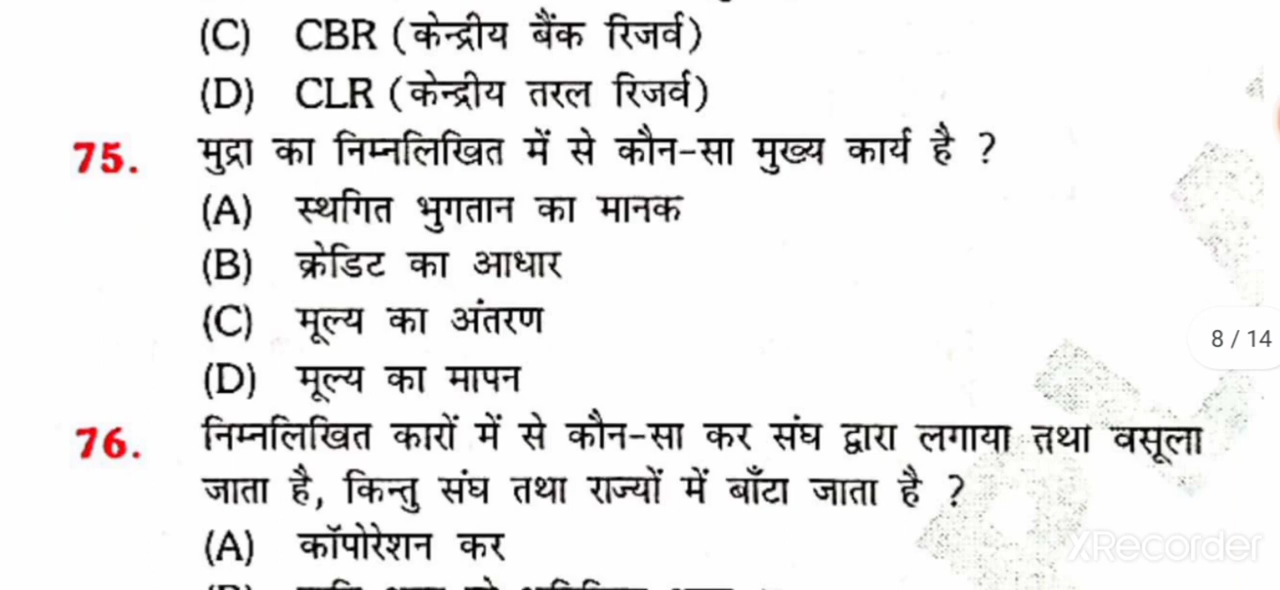 (C) CBR (केन्द्रीय बैंक रिजर्व)
(D) CLR (केन्द्रीय तरल रिजर्व)
75. मुद्रा का निम्नलिखित में से कौन-सा मुख्य कार्य है ?
(A) स्थगित भुगतान का मानक
(B) क्रेडिट का आधार
(C) मूल्य का अंतरण
8 / 14
(D) मूल्य का मापन
76. निम्नलिखित कारों में से कौन-सा कर संघ द्वारा लगाया तथा वसूला
जाता है, किन्तु संघ तथा राज्यों में बाँटा जाता है ?
(A) कॉपोरेशन कर
XRecorder